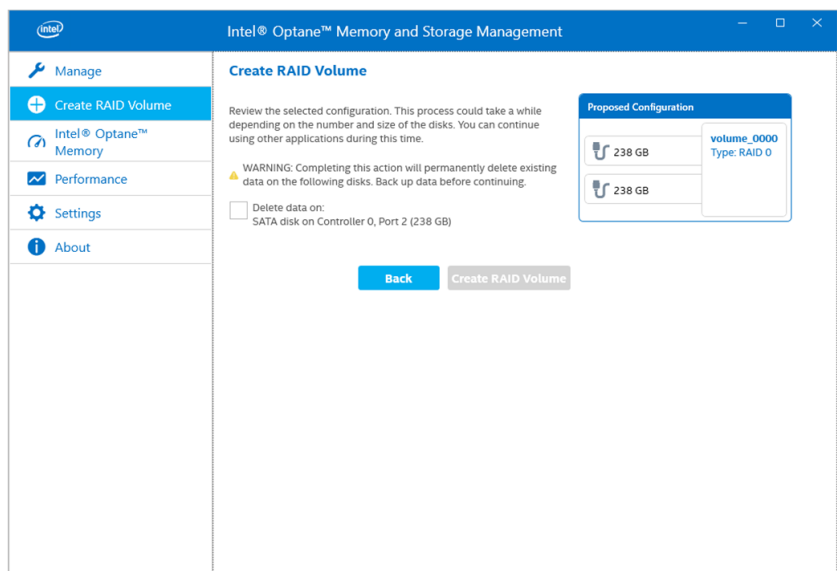 intel
Intel® Optane™ Memory and Storage Management
Manage
Create RAID Volume
Intel® Optane™
Memory
Performance
Settings
About
Create RAID Volume
Review the selected configuration. This process could take a while
depending on the number and size of the disks. You can continue
using other applications during this time.
WARNING: Completing this action will permanently delete existing
data on the following disks. Back up data before continuing.
Delete data on:
SATA disk on Controller 0, Port 2 (238 GB)
Back
Create RAID Volume
Proposed Configuration
238 GB
238 GB
volume_0000
Type: RAID 0